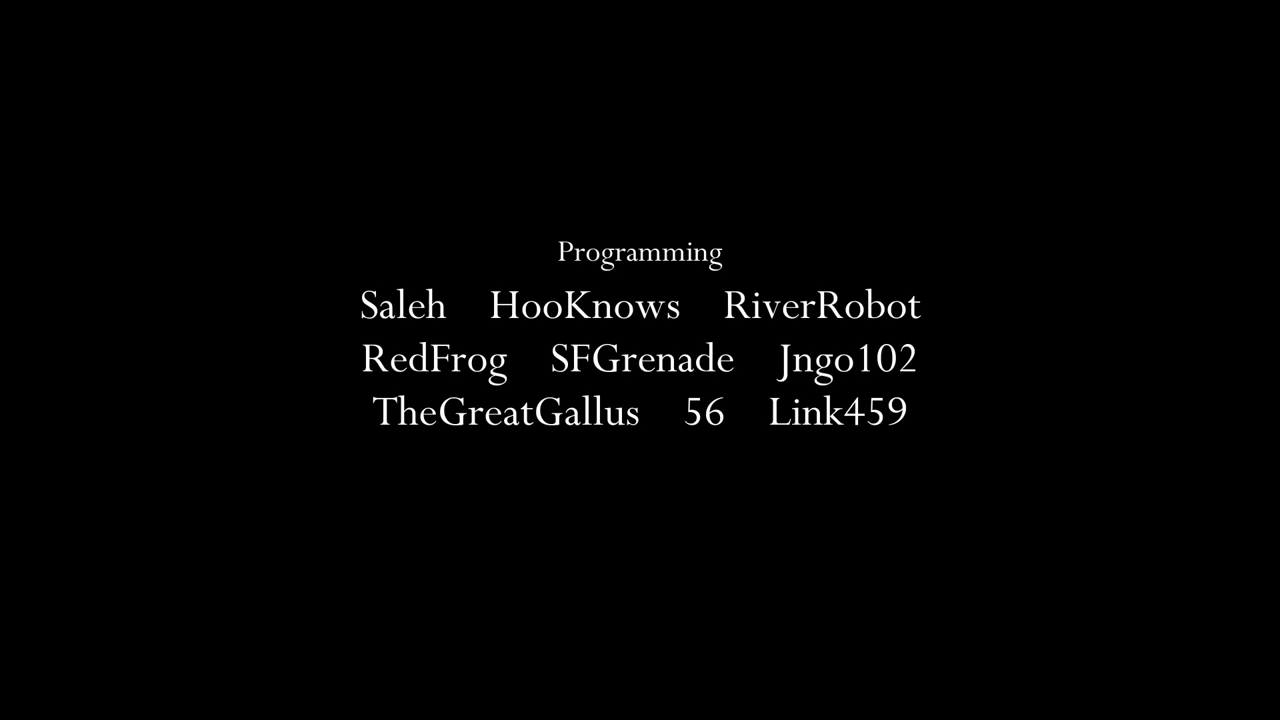 Programming
Saleh HooKnows RiverRobot
RedFrog SFGrenade Jngo102
TheGreatGallus 56 Link459